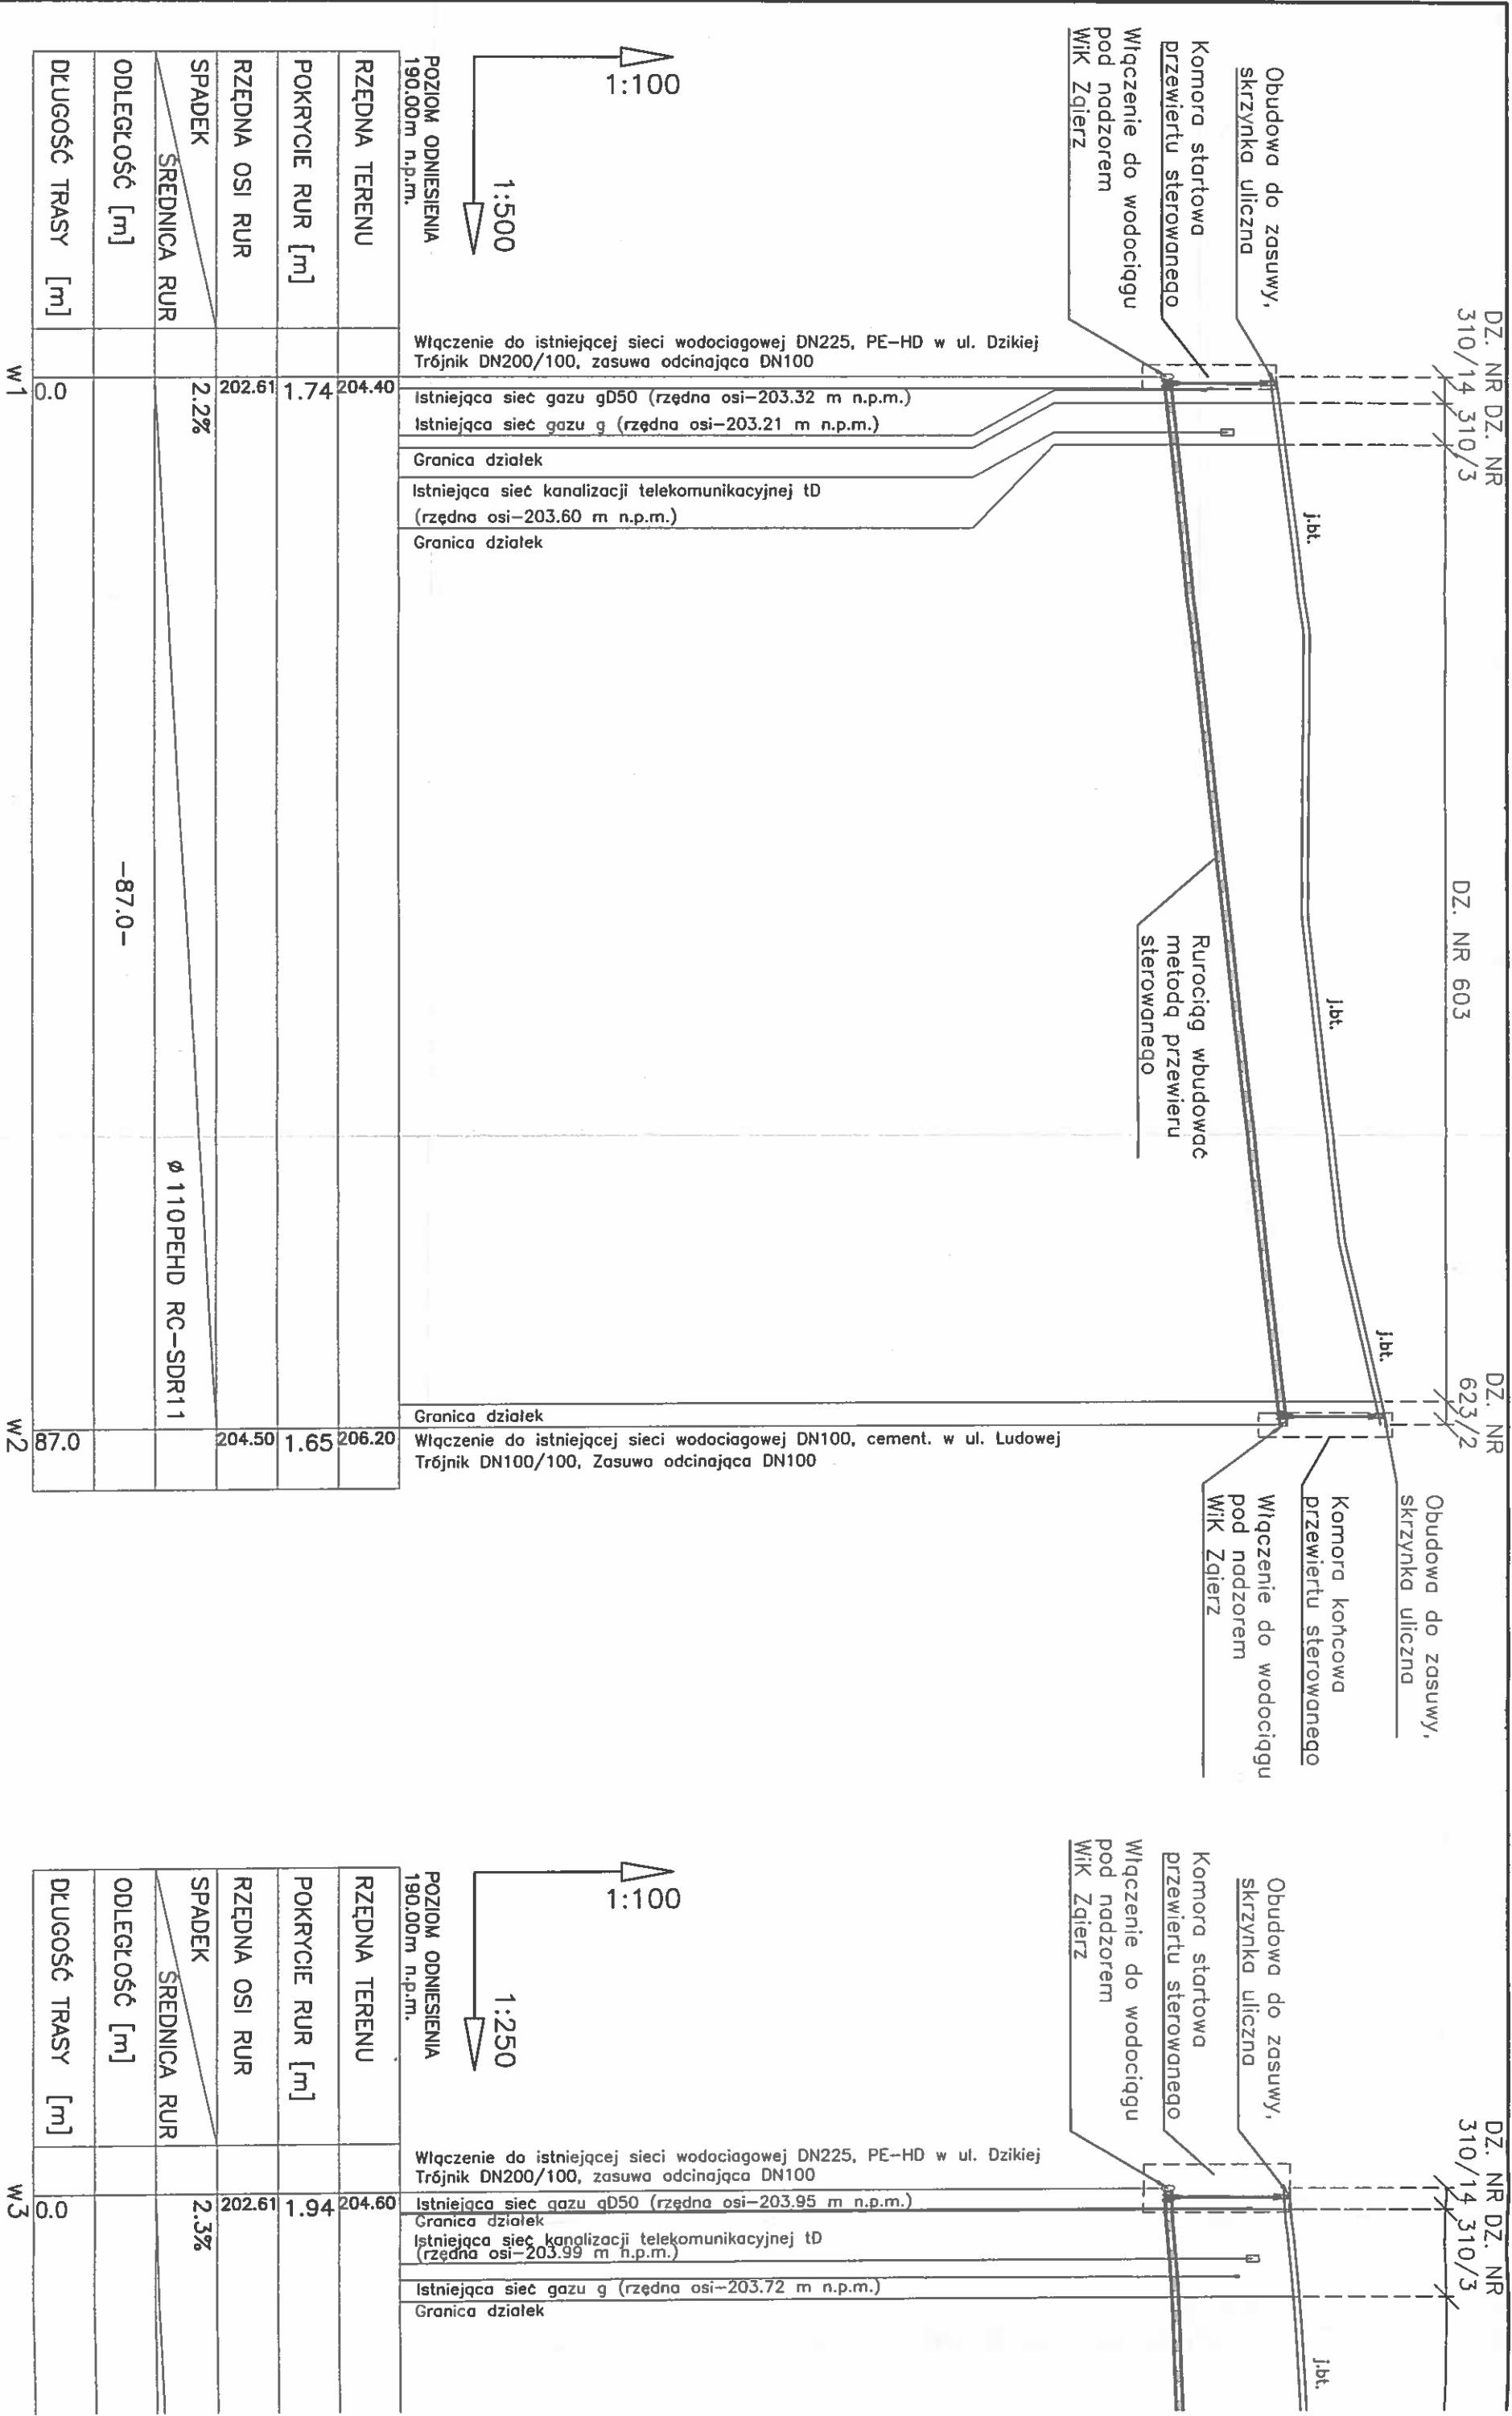 DZ. NR
310/14
DZ. NR
310/3
DZ. NR 603
DZ. NR
623/2
Obudowa do zasuwy,
skrzynka uliczna
Komora startowa
przewiertu sterowanego
Włączenie do wodociągu
pod nadzorem
WiK Zgierz
j.bt.
j.bt.
j.bt.
Rurociąg wbudować
metodą przewieru
sterowanego
Obudowa do zasuwy,
skrzynka uliczna
Komora końcowa
przewiertu sterowanego
Włączenie do wodociągu
pod nadzorem
WiK Zgierz
1:100
1:500
POZIOM ODNIESIENIA
190.00m n.p.m.
Włączenie do istniejącej sieci wodociagowej DN225, PE-HD w ul. Dzikiej
Trójnik DN200/100, zasuwa odcinająca DN100
Istniejąca sieć gazu gD50 (rzędna osi-203.32 m n.p.m.)
Istniejąca sieć gazu g (rzędna osi-203.21 m n.p.m.)
Granica działek
Istniejąca sieć kanalizacji telekomunikacyjnej tD
(rzędna osi-203.60 m n.p.m.)
Granica działek
Granica działek
Włączenie do istniejącej sieci wodociagowej DN100, cement. w ul. Ludowej
Trójnik DN100/100, Zasuwa odcinająca DN100
RZĘDNA TERENU
204.40
206.20
POKRYCIE RUR [m]
1.74
1.65
RZĘDNA OSI RUR
202.61
204.50
SPADEK
ŚREDNICA RUR
2.2%
ø 110PEHD RC-SDR11
ODLEGŁOŚĆ [m]
-87.0-
DŁUGOŚĆ TRASY [m]
0.0
87.0
W1
W2
DZ. NR
310/14
DZ. NR
310/3
Obudowa do zasuwy,
skrzynka uliczna
Komora startowa
przewiertu sterowanego
Włączenie do wodociągu
pod nadzorem
WiK Zgierz
j.bt.
1:100
1:250
POZIOM ODNIESIENIA
190.00m n.p.m.
Włączenie do istniejącej sieci wodociagowej DN225, PE-HD w ul. Dzikiej
Trójnik DN200/100, zasuwa odcinająca DN100
Istniejąca sieć gazu gD50 (rzędna osi-203.95 m n.p.m.)
Granica działek
Istniejąca sieć kanalizacji telekomunikacyjnej tD
(rzędna osi-203.99 m n.p.m.)
Istniejąca sieć gazu g (rzędna osi-203.72 m n.p.m.)
Granica działek
RZĘDNA TERENU
204.60
POKRYCIE RUR [m]
1.94
RZĘDNA OSI RUR
202.61
SPADEK
ŚREDNICA RUR
2.3%
ODLEGŁOŚĆ [m]
DŁUGOŚĆ TRASY [m]
0.0
W3